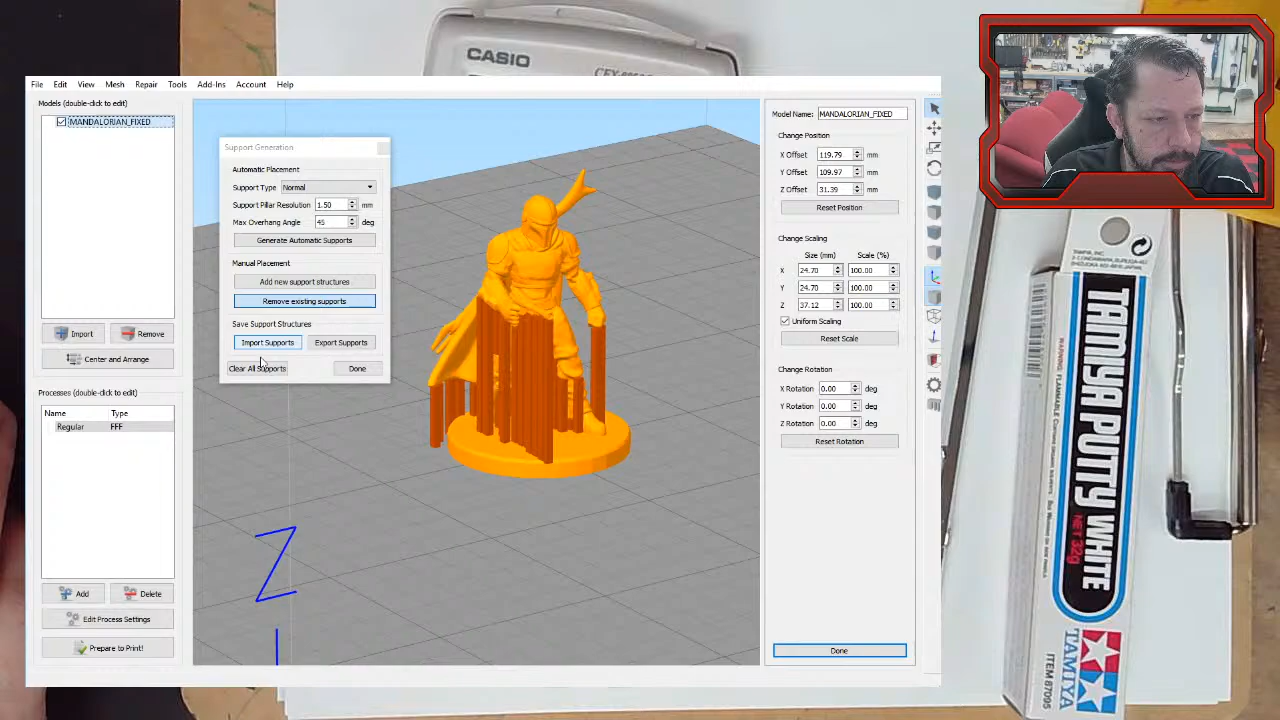 CASIO
File Edit View Mesh Repair Tools Add-Ins Account Help
Models (double-click to edit)
MANDALORIAN_FIXED
Import Remove
Center and Arrange
Processes (double-click to edit)
Name Type
Regular FFF
Add Delete
Edit Process Settings
Prepare to Print!
Support Generation
Automatic Placement
Support Type Normal
Support Pillar Resolution 1.50 mm
Max Overhang Angle 45 deg
Generate Automatic Supports
Manual Placement
Add new support structures
Remove existing supports
Save Support Structures
Import Supports Export Supports
Clear All Supports Done
Z
Model Name: MANDALORIAN_FIXED
Change Position
X Offset 119.79 mm
Y Offset 109.97 mm
Z Offset 31.39 mm
Reset Position
Change Scaling
Size (mm) Scale (%)
X 24.70 100.00
Y 24.70 100.00
Z 37.12 100.00
Uniform Scaling
Reset Scale
Change Rotation
X Rotation 0.00 deg
Y Rotation 0.00 deg
Z Rotation 0.00 deg
Reset Rotation
Done
TAMIYA, INC.
TAMIYA PUTTY WHITE
NET 32g
TAMIYA
ITEM 87095